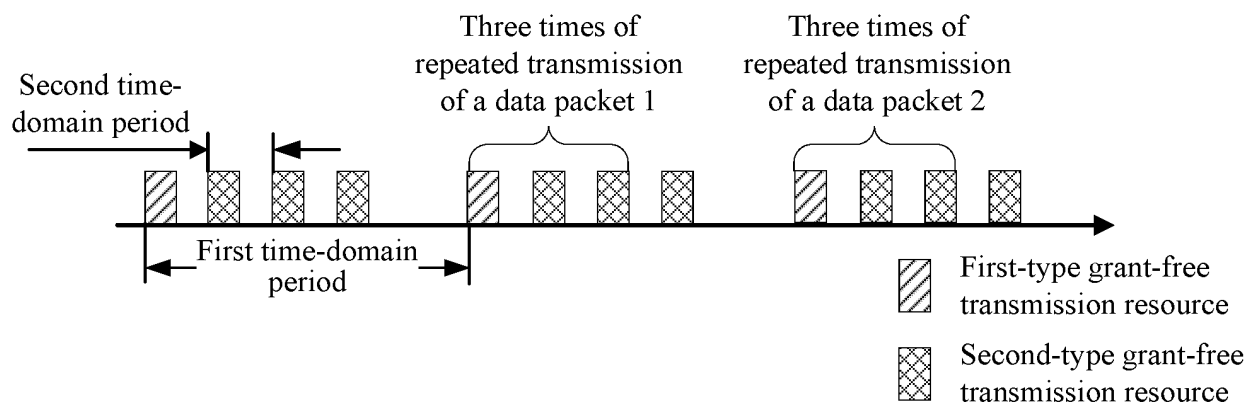 Second time-
domain period
Three times of
repeated transmission
of a data packet 1
Three times of
repeated transmission
of a data packet 2
First time-domain
period
First-type grant-free
transmission resource
Second-type grant-free
transmission resource